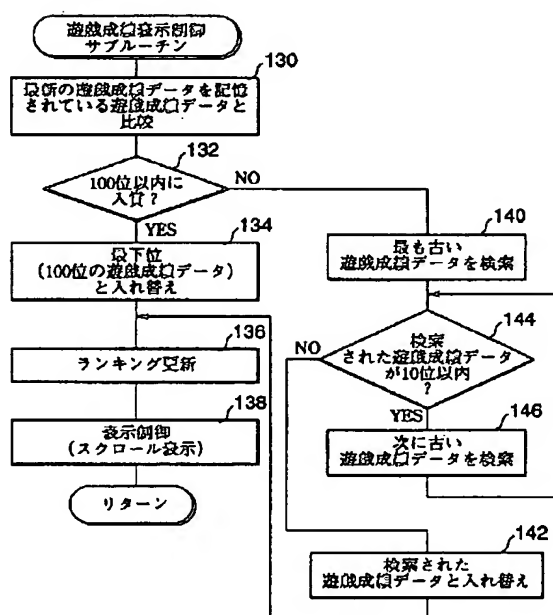 遊戯成績表示制御
サブルーチン
130
最新の遊戯成績データを記憶
されている遊戯成績データと
比較
132
100位以内に
入賞？
NO
YES
134
最下位
(100位の遊戯成績データ)
と入れ替え
136
ランキング更新
138
表示制御
(スクロール表示)
リターン
140
最も古い
遊戯成績データを検索
144
検索
された遊戯成績データ
が10位以内
？
NO
YES
146
次に古い
遊戯成績データを検索
142
検索された
遊戯成績データと入れ替え